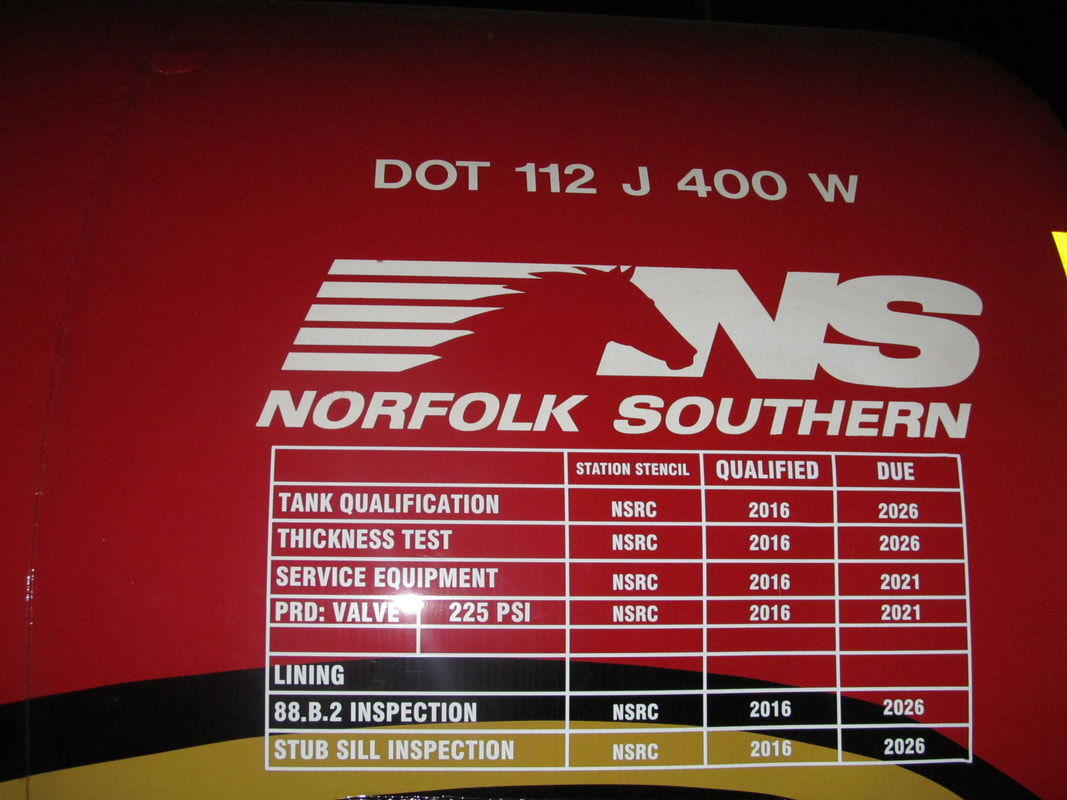 DOT 112 J 400 W
NS
NORFOLK SOUTHERN
STATION STENCIL QUALIFIED DUE
TANK QUALIFICATION NSRC 2016 2026
THICKNESS TEST NSRC 2016 2026
SERVICE EQUIPMENT NSRC 2016 2021
PRD: VALVE 225 PSI NSRC 2016 2021
LINING
88.B.2 INSPECTION NSRC 2016 2026
STUB SILL INSPECTION NSRC 2016 2026